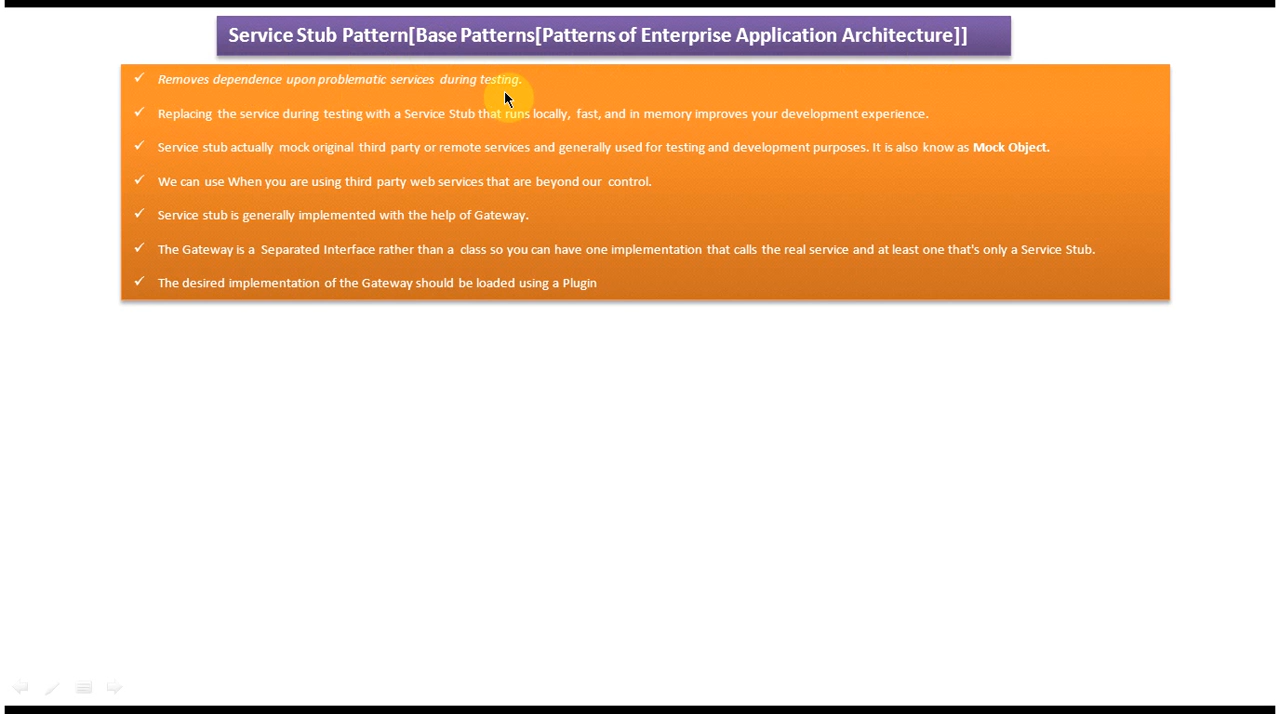 Service Stub Pattern[Base Patterns[Patterns of Enterprise Application Architecture]]
✓ Removes dependence upon problematic services during testing.
✓ Replacing the service during testing with a Service Stub that runs locally, fast, and in memory improves your development experience.
✓ Service stub actually mock original third party or remote services and generally used for testing and development purposes. It is also know as Mock Object.
✓ We can use When you are using third party web services that are beyond our control.
✓ Service stub is generally implemented with the help of Gateway.
✓ The Gateway is a Separated Interface rather than a class so you can have one implementation that calls the real service and at least one that's only a Service Stub.
✓ The desired implementation of the Gateway should be loaded using a Plugin